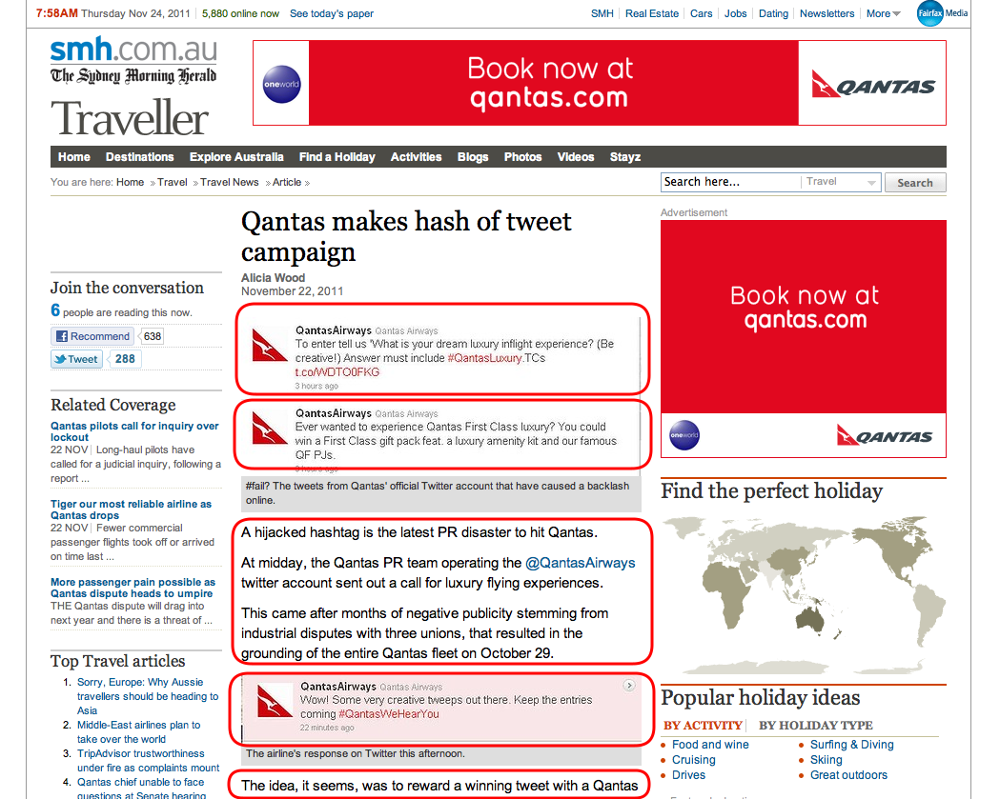 7:58AM Thursday Nov 24, 2011 5,880 online now See today's paper
SMH Real Estate Cars Jobs Dating Newsletters More
Fairfax Media
smh.com.au
The Sydney Morning Herald
Traveller
oneworld
Book now at
qantas.com
QANTAS
Home Destinations Explore Australia Find a Holiday Activities Blogs Photos Videos Stayz
You are here: Home » Travel » Travel News » Article »
Search here... Travel Search
Qantas makes hash of tweet
campaign
Alicia Wood
November 22, 2011
Join the conversation
6 people are reading this now.
Recommend 638
Tweet 288
Related Coverage
Qantas pilots call for inquiry over
lockout
22 NOV | Long-haul pilots have
called for a judicial inquiry, following a
report ...
Tiger our most reliable airline as
Qantas drops
22 NOV | Fewer commercial
passenger flights took off or arrived
on time last ...
More passenger pain possible as
Qantas dispute heads to umpire
THE Qantas dispute will drag into
next year and there is a threat of ...
Top Travel articles
1. Sorry, Europe: Why Aussie
travellers should be heading to
Asia
2. Middle-East airlines plan to
take over the world
3. TripAdvisor trustworthiness
under fire as complaints mount
4. Qantas chief unable to face
questions at Senate hearing
QantasAirways Qantas Airways
To enter tell us 'What is your dream luxury inflight experience? (Be
creative!) Answer must include #QantasLuxury.TCs
t.co/WDTO0FKG
3 hours ago
QantasAirways Qantas Airways
Ever wanted to experience Qantas First Class luxury? You could
win a First Class gift pack feat. a luxury amenity kit and our famous
QF PJs.
3 hours ago
#fail? The tweets from Qantas' official Twitter account that have caused a backlash
online.
A hijacked hashtag is the latest PR disaster to hit Qantas.
At midday, the Qantas PR team operating the @QantasAirways
twitter account sent out a call for luxury flying experiences.
This came after months of negative publicity stemming from
industrial disputes with three unions, that resulted in the
grounding of the entire Qantas fleet on October 29.
QantasAirways Qantas Airways
Wow! Some very creative tweeps out there. Keep the entries
coming #QantasWeHearYou
22 minutes ago
The airline's response on Twitter this afternoon.
The idea, it seems, was to reward a winning tweet with a Qantas
Advertisement
Book now at
qantas.com
oneworld
QANTAS
Find the perfect holiday
Popular holiday ideas
BY ACTIVITY | BY HOLIDAY TYPE
Food and wine
Cruising
Drives
Surfing & Diving
Skiing
Great outdoors